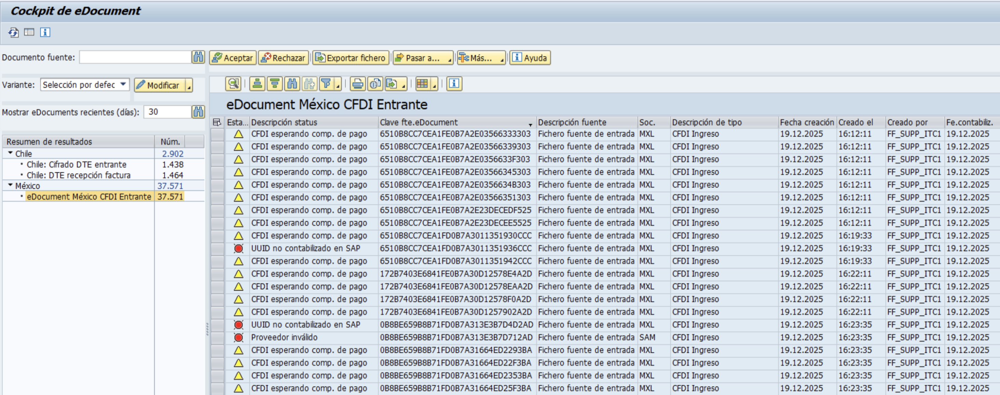 Cockpit de eDocument
Documento fuente:
Aceptar Rechazar Exportar fichero Pasar a... Más... Ayuda
Variante: Selección por defec Modificar
Mostrar eDocuments recientes (días): 30
Resumen de resultados Núm.
Chile 2.902
Chile: Cifrado DTE entrante 1.438
Chile: DTE recepción factura 1.464
México 37.571
eDocument México CFDI Entrante 37.571
eDocument México CFDI Entrante
Esta... Descripción status Clave fte.eDocument Descripción fuente Soc. Descripción de tipo Fecha creación Creado el Creado por Fe.contabiliz.
CFDI esperando comp. de pago 6510B8CC7CEA1FE0B7A2E03566333303 Fichero fuente de entrada MXL CFDI Ingreso 19.12.2025 16:12:11 FF_SUPP_ITC1 19.12.2025
CFDI esperando comp. de pago 6510B8CC7CEA1FE0B7A2E03566339303 Fichero fuente de entrada MXL CFDI Ingreso 19.12.2025 16:12:11 FF_SUPP_ITC1 19.12.2025
CFDI esperando comp. de pago 6510B8CC7CEA1FE0B7A2E0356633F303 Fichero fuente de entrada MXL CFDI Ingreso 19.12.2025 16:12:11 FF_SUPP_ITC1 19.12.2025
CFDI esperando comp. de pago 6510B8CC7CEA1FE0B7A2E03566345303 Fichero fuente de entrada MXL CFDI Ingreso 19.12.2025 16:12:11 FF_SUPP_ITC1 19.12.2025
CFDI esperando comp. de pago 6510B8CC7CEA1FE0B7A2E0356634B303 Fichero fuente de entrada MXL CFDI Ingreso 19.12.2025 16:12:11 FF_SUPP_ITC1 19.12.2025
CFDI esperando comp. de pago 6510B8CC7CEA1FE0B7A2E03566351303 Fichero fuente de entrada MXL CFDI Ingreso 19.12.2025 16:12:11 FF_SUPP_ITC1 19.12.2025
CFDI esperando comp. de pago 6510B8CC7CEA1FE0B7A2E23DECEDF525 Fichero fuente de entrada MXL CFDI Ingreso 19.12.2025 16:12:11 FF_SUPP_ITC1 19.12.2025
CFDI esperando comp. de pago 6510B8CC7CEA1FE0B7A2E23DECEE5525 Fichero fuente de entrada MXL CFDI Ingreso 19.12.2025 16:12:11 FF_SUPP_ITC1 19.12.2025
CFDI esperando comp. de pago 6510B8CC7CEA1FD0B7A3011351930CCC Fichero fuente de entrada MXL CFDI Ingreso 19.12.2025 16:19:33 FF_SUPP_ITC1 19.12.2025
UUID no contabilizado en SAP 6510B8CC7CEA1FD0B7A3011351936CCC Fichero fuente de entrada MXL CFDI Ingreso 19.12.2025 16:19:33 FF_SUPP_ITC1 19.12.2025
CFDI esperando comp. de pago 6510B8CC7CEA1FD0B7A3011351942CCC Fichero fuente de entrada MXL CFDI Ingreso 19.12.2025 16:19:33 FF_SUPP_ITC1 19.12.2025
CFDI esperando comp. de pago 172B7403E6841FE0B7A30D12578E4A2D Fichero fuente de entrada MXL CFDI Ingreso 19.12.2025 16:22:11 FF_SUPP_ITC1 19.12.2025
CFDI esperando comp. de pago 172B7403E6841FE0B7A30D12578EAA2D Fichero fuente de entrada MXL CFDI Ingreso 19.12.2025 16:22:11 FF_SUPP_ITC1 19.12.2025
CFDI esperando comp. de pago 172B7403E6841FE0B7A30D12578F0A2D Fichero fuente de entrada MXL CFDI Ingreso 19.12.2025 16:22:11 FF_SUPP_ITC1 19.12.2025
CFDI esperando comp. de pago 172B7403E6841FE0B7A30D1257902A2D Fichero fuente de entrada MXL CFDI Ingreso 19.12.2025 16:22:11 FF_SUPP_ITC1 19.12.2025
UUID no contabilizado en SAP 0B8BE659B8B71FD0B7A313E3B7D4D2AD Fichero fuente de entrada MXL CFDI Ingreso 19.12.2025 16:23:35 FF_SUPP_ITC1 19.12.2025
Proveedor inválido 0B8BE659B8B71FD0B7A313E3B7D712AD Fichero fuente de entrada SAM CFDI Ingreso 19.12.2025 16:23:35 FF_SUPP_ITC1 19.12.2025
CFDI esperando comp. de pago 0B8BE659B8B71FD0B7A31664ED2293BA Fichero fuente de entrada MXL CFDI Ingreso 19.12.2025 16:23:35 FF_SUPP_ITC1 19.12.2025
CFDI esperando comp. de pago 0B8BE659B8B71FD0B7A31664ED22F3BA Fichero fuente de entrada MXL CFDI Ingreso 19.12.2025 16:23:35 FF_SUPP_ITC1 19.12.2025
CFDI esperando comp. de pago 0B8BE659B8B71FD0B7A31664ED2353BA Fichero fuente de entrada MXL CFDI Ingreso 19.12.2025 16:23:35 FF_SUPP_ITC1 19.12.2025
CFDI esperando comp. de pago 0B8BE659B8B71FD0B7A31664ED25F3BA Fichero fuente de entrada MXL CFDI Ingreso 19.12.2025 16:23:35 FF_SUPP_ITC1 19.12.2025